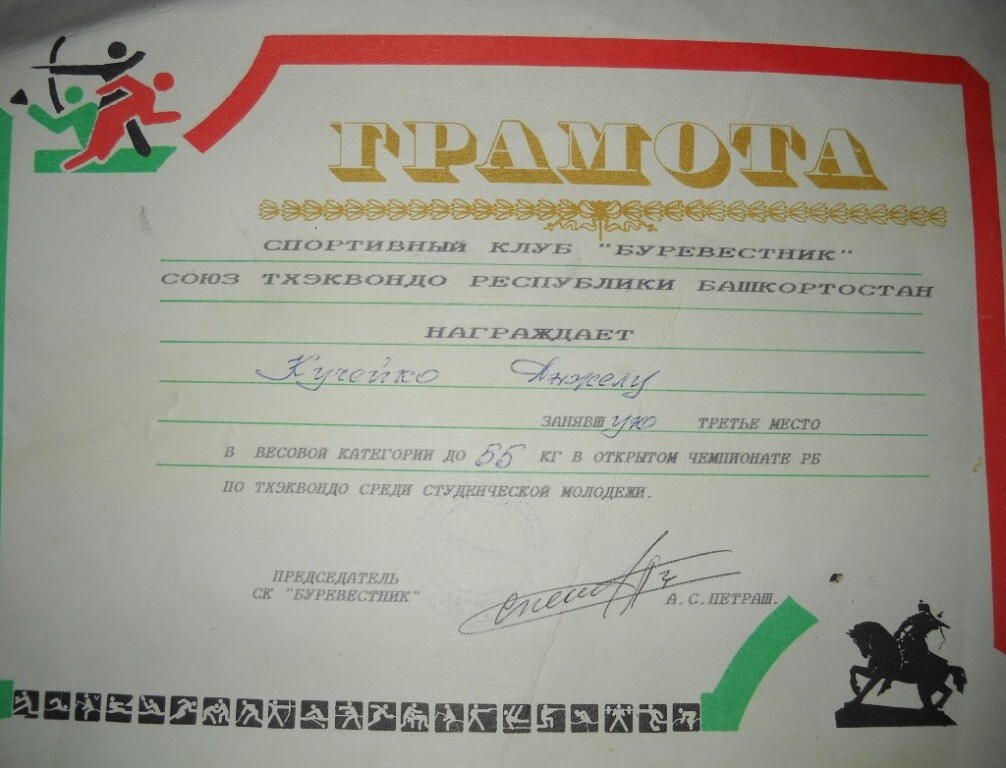 ГРАМОТА
СПОРТИВНЫЙ КЛУБ "БУРЕВЕСТНИК"
СОЮЗ ТХЭКВОНДО РЕСПУБЛИКИ БАШКОРТОСТАН
НАГРАЖДАЕТ
Кучейко Анжелу
ЗАНЯВШую ТРЕТЬЕ МЕСТО
В ВЕСОВОЙ КАТЕГОРИИ ДО 55 КГ В ОТКРЫТОМ ЧЕМПИОНАТЕ РБ
ПО ТХЭКВОНДО СРЕДИ СТУДЕНЧЕСКОЙ МОЛОДЕЖИ.
ПРЕДСЕДАТЕЛЬ
СК "БУРЕВЕСТНИК" А.С.ПЕТРАШ.